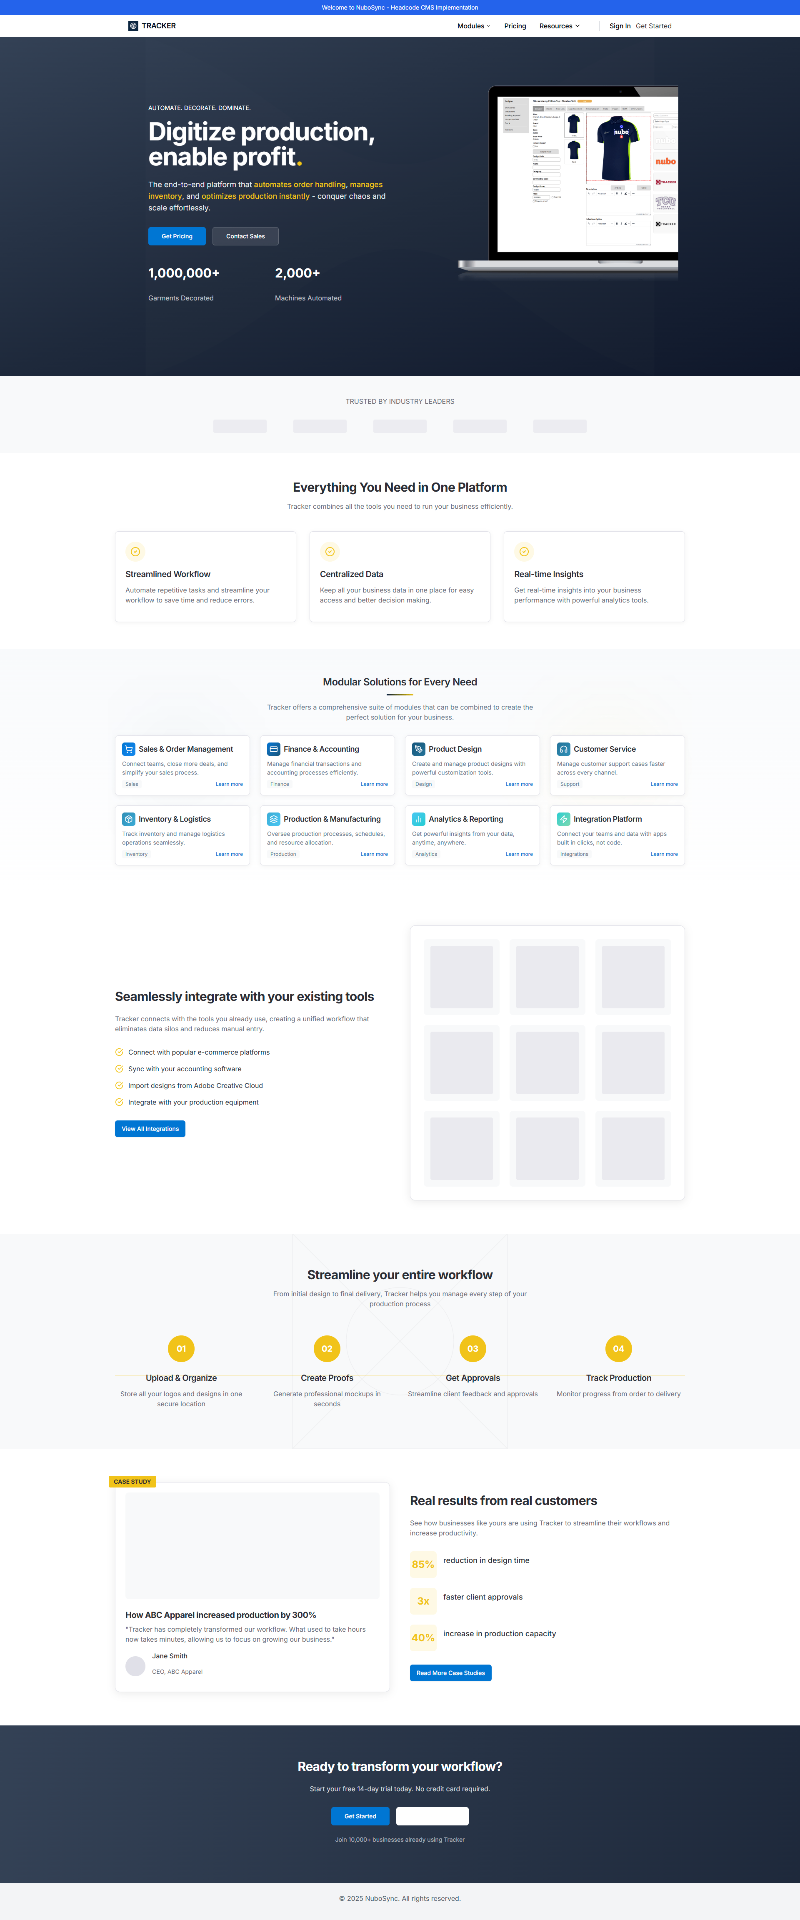 Welcome to NuboSync - Headcode CMS Implementation
TRACKER
Modules
Pricing
Resources
Sign In
Get Started
AUTOMATE. DECORATE. DOMINATE.
Digitize production,
enable profit.
The end-to-end platform that automates order handling, manages
inventory, and optimizes production instantly - conquer chaos and
scale effortlessly.
Get Pricing
Contact Sales
1,000,000+
2,000+
Garments Decorated
Machines Automated
nubo
nubo
TRUSTED BY INDUSTRY LEADERS
Everything You Need in One Platform
Tracker combines all the tools you need to run your business efficiently.
Streamlined Workflow
Automate repetitive tasks and streamline your
workflow to save time and reduce errors.
Centralized Data
Keep all your business data in one place for easy
access and better decision making.
Real-time Insights
Get real-time insights into your business
performance with powerful analytics tools.
Modular Solutions for Every Need
Tracker offers a comprehensive suite of modules that can be combined to create the
perfect solution for your business.
Sales & Order Management
Connect teams, close more deals, and
simplify your sales process.
Sales
Learn more
Finance & Accounting
Manage financial transactions and
accounting processes efficiently.
Finance
Learn more
Product Design
Create and manage product designs with
powerful customization tools.
Design
Learn more
Customer Service
Manage customer support cases faster
across every channel.
Support
Learn more
Inventory & Logistics
Track inventory and manage logistics
operations seamlessly.
Inventory
Learn more
Production & Manufacturing
Oversee production processes, schedules,
and resource allocation.
Production
Learn more
Analytics & Reporting
Get powerful insights from your data,
anytime, anywhere.
Analytics
Learn more
Integration Platform
Connect your teams and data with apps
built in clicks, not code.
Integrations
Learn more
Seamlessly integrate with your existing tools
Tracker connects with the tools you already use, creating a unified workflow that
eliminates data silos and reduces manual entry.
Connect with popular e-commerce platforms
Sync with your accounting software
Import designs from Adobe Creative Cloud
Integrate with your production equipment
View All Integrations
Streamline your entire workflow
From initial design to final delivery, Tracker helps you manage every step of your
production process
01
Upload & Organize
Store all your logos and designs in one
secure location
02
Create Proofs
Generate professional mockups in
seconds
03
Get Approvals
Streamline client feedback and approvals
04
Track Production
Monitor progress from order to delivery
CASE STUDY
How ABC Apparel increased production by 300%
"Tracker has completely transformed our workflow. What used to take hours
now takes minutes, allowing us to focus on growing our business."
Jane Smith
CEO, ABC Apparel
Real results from real customers
See how businesses like yours are using Tracker to streamline their workflows and
increase productivity.
85%
reduction in design time
3x
faster client approvals
40%
increase in production capacity
Read More Case Studies
Ready to transform your workflow?
Start your free 14-day trial today. No credit card required.
Get Started
Join 10,000+ businesses already using Tracker
© 2025 NuboSync. All rights reserved.